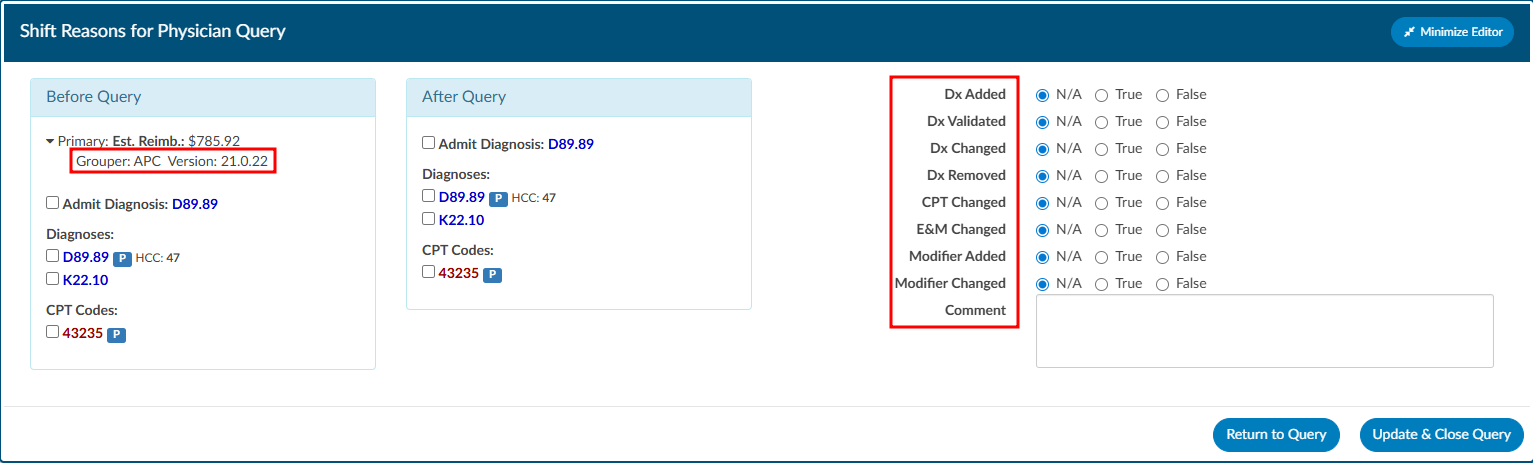 Shift Reasons for Physician Query
Minimize Editor
Before Query
Primary: Est. Reimb.: $785.92
Grouper: APC Version: 21.0.22
Admit Diagnosis: D89.89
Diagnoses:
D89.89 P HCC: 47
K22.10
CPT Codes:
43235 P
After Query
Admit Diagnosis: D89.89
Diagnoses:
D89.89 P HCC: 47
K22.10
CPT Codes:
43235 P
Dx Added N/A True False
Dx Validated N/A True False
Dx Changed N/A True False
Dx Removed N/A True False
CPT Changed N/A True False
E&M Changed N/A True False
Modifier Added N/A True False
Modifier Changed N/A True False
Comment
Return to Query
Update & Close Query